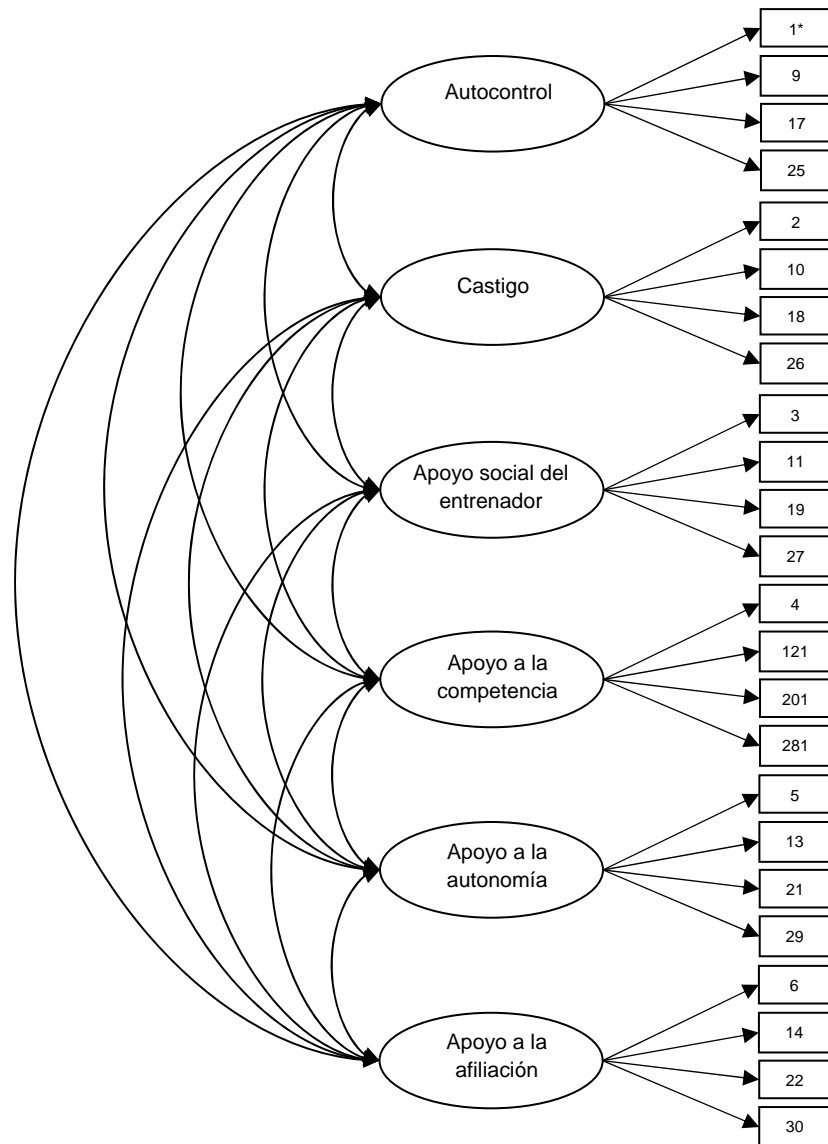 1*
Autocontrol
9
17
25
2
10
Castigo
18
26
3
11
Apoyo social del
entrenador
19
27
4
121
Apoyo a la
competencia
201
281
5
13
Apoyo a la
autonomía
21
29
6
14
Apoyo a la
afiliación
22
30